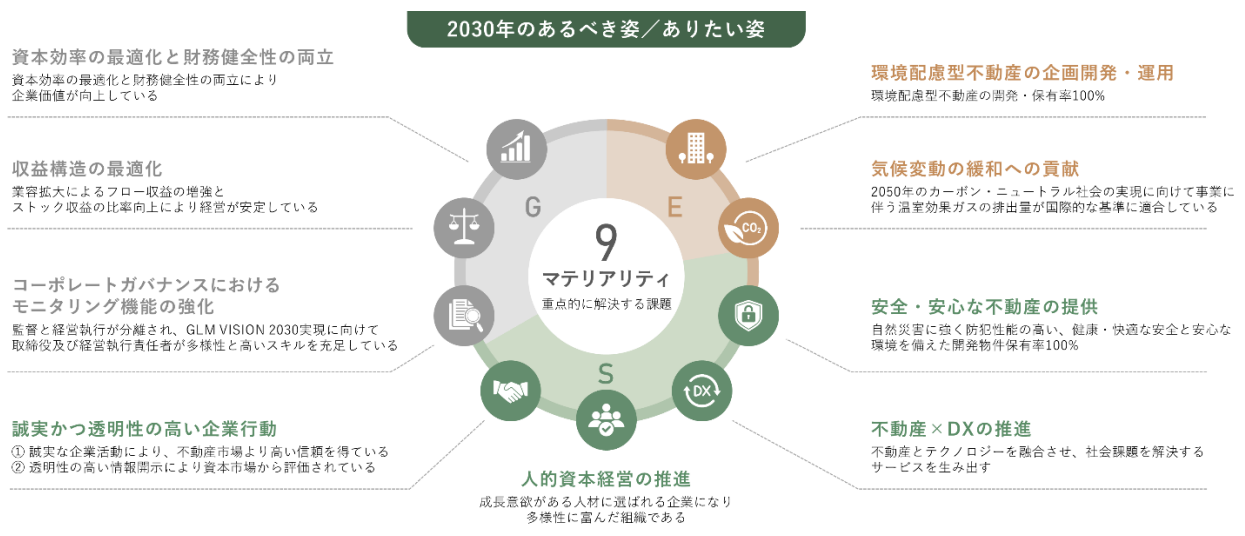 2030年のあるべき姿／ありたい姿
資本効率の最適化と財務健全性の両立
資本効率の最適化と財務健全性の両立により
企業価値が向上している
収益構造の最適化
業容拡大によるフロー収益の増強と
ストック収益の比率向上により経営が安定している
コーポレートガバナンスにおける
モニタリング機能の強化
監督と経営執行が分離され、GLM VISION 2030実現に向けて
取締役及び経営執行責任者が多様性と高いスキルを充足している
誠実かつ透明性の高い企業行動
① 誠実な企業活動により、不動産市場より高い信頼を得ている
② 透明性の高い情報開示により資本市場から評価されている
G
E
S
9
マテリアリティ
重点的に解決する課題
CO₂
DX
人的資本経営の推進
成長意欲がある人材に選ばれる企業になり
多様性に富んだ組織である
環境配慮型不動産の企画開発・運用
環境配慮型不動産の開発・保有率100%
気候変動の緩和への貢献
2050年のカーボン・ニュートラル社会の実現に向けて事業に
伴う温室効果ガスの排出量が国際的な基準に適合している
安全・安心な不動産の提供
自然災害に強く防犯性能の高い、健康・快適な安全と安心な
環境を備えた開発物件保有率100%
不動産×DXの推進
不動産とテクノロジーを融合させ、社会課題を解決する
サービスを生み出す